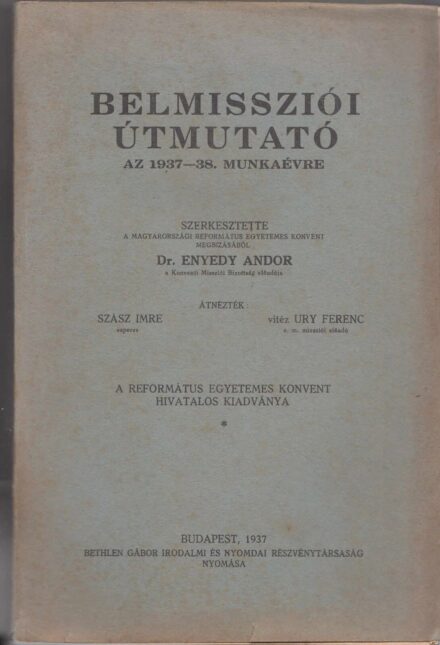 BELMISSZIÓI
ÚTMUTATÓ
AZ 1937—38. MUNKAÉVRE
SZERKESZTETTE
A MAGYARORSZÁGI REFORMÁTUS EGYETEMES KONVENT
MEGBIZÁSÁBÓL
Dr. ENYEDY ANDOR
a Konventi Missziói Bizottság előadója
ÁTNÉZTÉK:
SZÁSZ IMRE vitéz URY FERENC
esperes e. m. missziói előadó
A REFORMÁTUS EGYETEMES KONVENT
HIVATALOS KIADVÁNYA
*
BUDAPEST, 1937
BETHLEN GÁBOR IRODALMI ÉS NYOMDAI RÉSZVÉNYTÁRSASÁG
NYOMÁSA